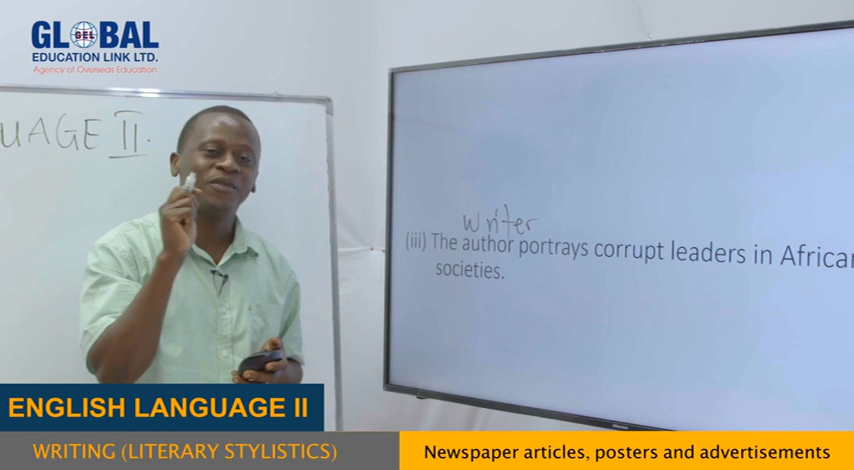 GLOBAL
GEL
EDUCATION LINK LTD.
Agency of Overseas Education
UAGE II.
writer
(iii) The author portrays corrupt leaders in African
societies.
ENGLISH LANGUAGE II
WRITING (LITERARY STYLISTICS)
Newspaper articles, posters and advertisements